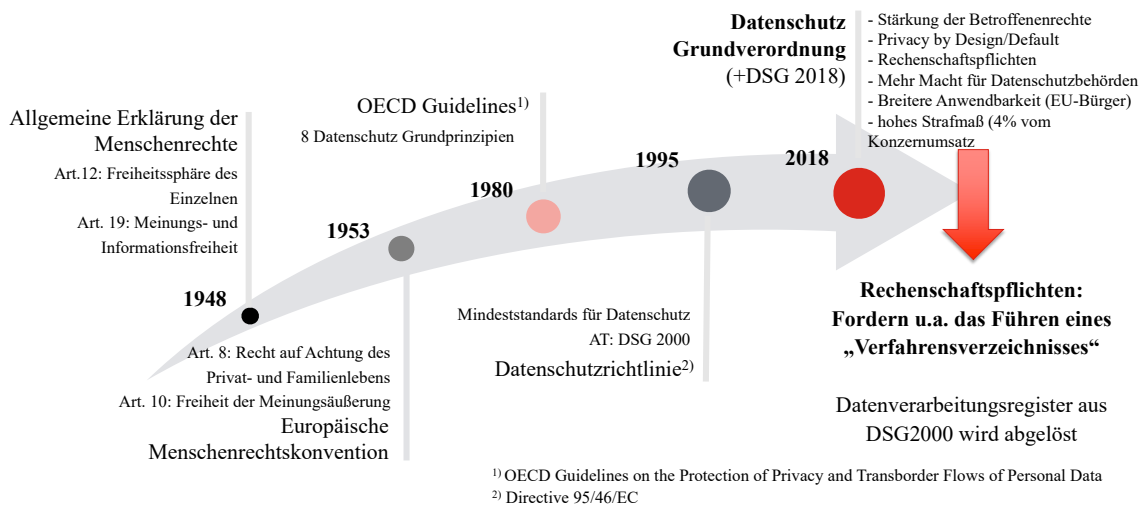 Allgemeine Erklärung der
Menschenrechte
Art.12: Freiheitssphäre des
Einzelnen
Art. 19: Meinungs- und
Informationsfreiheit
1948
Art. 8: Recht auf Achtung des
Privat- und Familienlebens
Art. 10: Freiheit der Meinungsäußerung
Europäische
Menschenrechtskonvention
1953
OECD Guidelines1)
8 Datenschutz Grundprinzipien
1980
1995
Mindeststandards für Datenschutz
AT: DSG 2000
Datenschutzrichtlinie2)
Datenschutz
Grundverordnung
(+DSG 2018)
2018
- Stärkung der Betroffenenrechte
- Privacy by Design/Default
- Rechenschaftspflichten
- Mehr Macht für Datenschutzbehörden
- Breitere Anwendbarkeit (EU-Bürger)
- hohes Strafmaß (4% vom
Konzernumsatz
Rechenschaftspflichten:
Fordern u.a. das Führen eines
„Verfahrensverzeichnisses“
Datenverarbeitungsregister aus
DSG2000 wird abgelöst
1) OECD Guidelines on the Protection of Privacy and Transborder Flows of Personal Data
2) Directive 95/46/EC